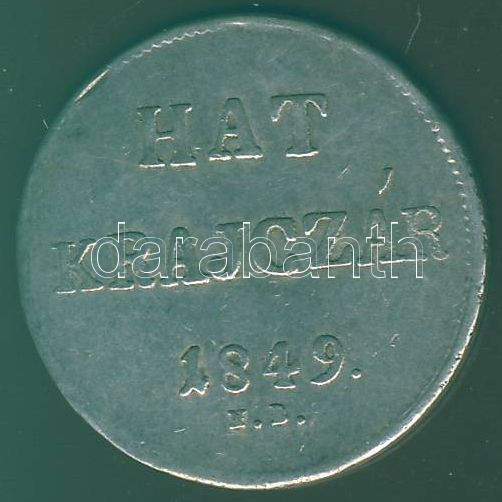 HAT
KRAJCZÁR
darabanth
1849.
N.B.